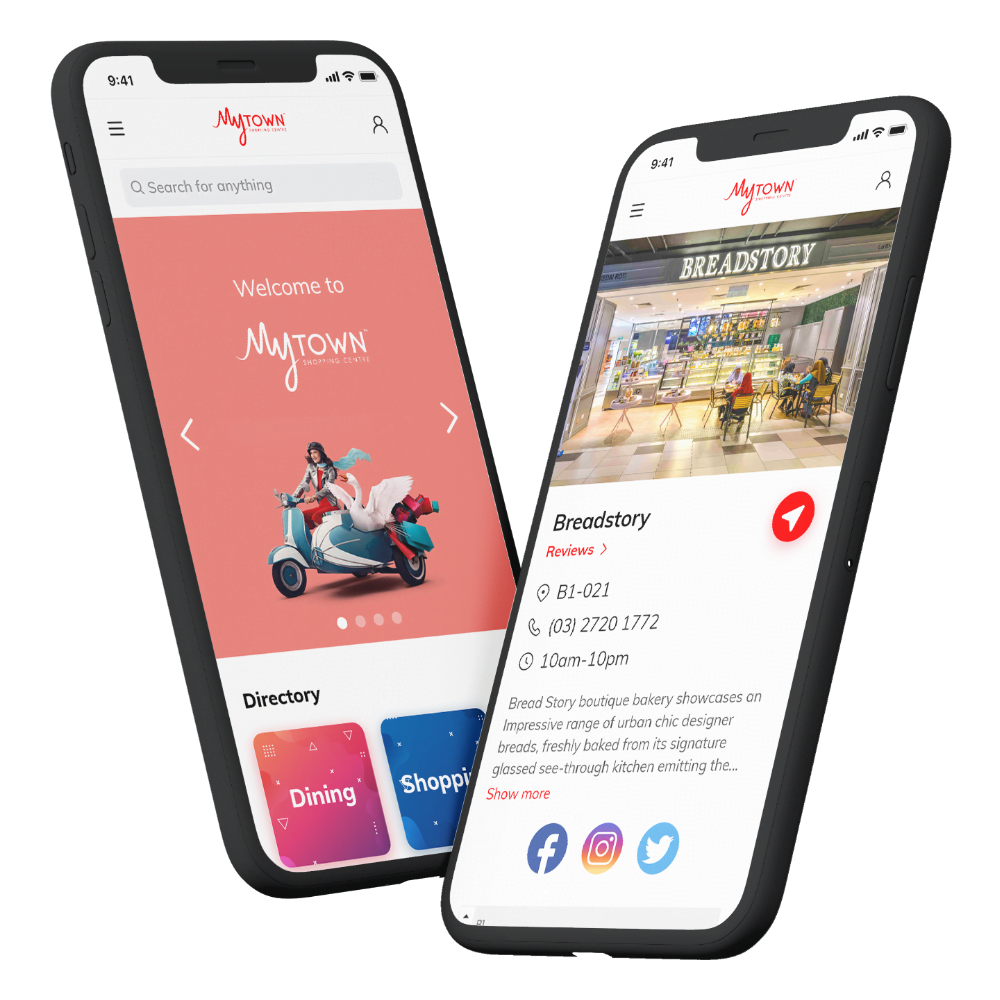 9:41
MyTOWN
SHOPPING CENTRE
Search for anything
Welcome to
MyTOWN™
SHOPPING CENTRE
Directory
Dining
Shoppi
9:41
MyTOWN
SHOPPING CENTRE
BREADSTORY
Breadstory
Reviews >
B1-021
(03) 2720 1772
10am-10pm
Bread Story boutique bakery showcases an
Impressive range of urban chic designer
breads, freshly baked from its signature
glassed see-through kitchen emitting the...
Show more